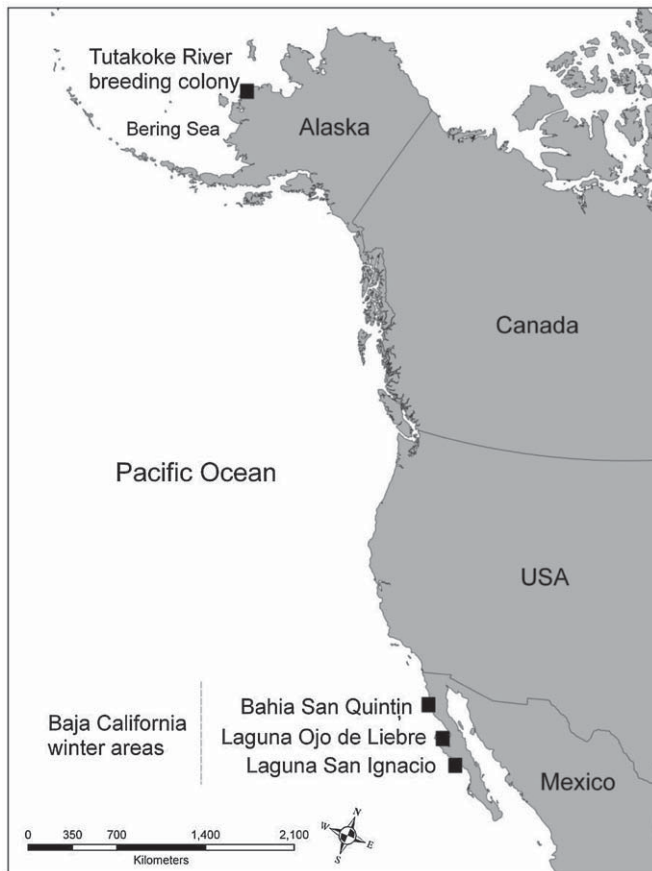 Tutakoke River
breeding colony
Bering Sea
Alaska
Canada
Pacific Ocean
USA
Baja California
winter areas
Bahia San Quintin
Laguna Ojo de Liebre
Laguna San Ignacio
Mexico
0 350 700 1,400 2,100
Kilometers
N
W
E
S